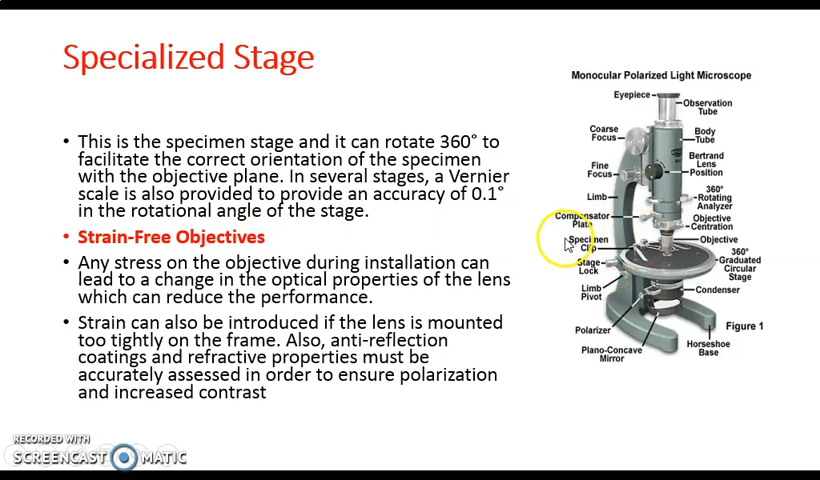 Specialized Stage
• This is the specimen stage and it can rotate 360° to
facilitate the correct orientation of the specimen
with the objective plane. In several stages, a Vernier
scale is also provided to provide an accuracy of 0.1°
in the rotational angle of the stage.
• Strain-Free Objectives
• Any stress on the objective during installation can
lead to a change in the optical properties of the lens
which can reduce the performance.
• Strain can also be introduced if the lens is mounted
too tightly on the frame. Also, anti-reflection
coatings and refractive properties must be
accurately assessed in order to ensure polarization
and increased contrast
Monocular Polarized Light Microscope
Eyepiece
Observation
Tube
Coarse
Focus
Body
Tube
Fine
Focus
Bertrand
Lens
Position
Limb
360°
Rotating
Analyzer
Compensator
Plate
Objective
Centration
Specimen
Clip
Objective
Stage
Lock
360°
Graduated
Circular
Stage
Limb
Pivot
Condenser
Polarizer
Figure 1
Plano-Concave
Mirror
Horseshoe
Base
RECORDED WITH
SCREENCAST MATIC